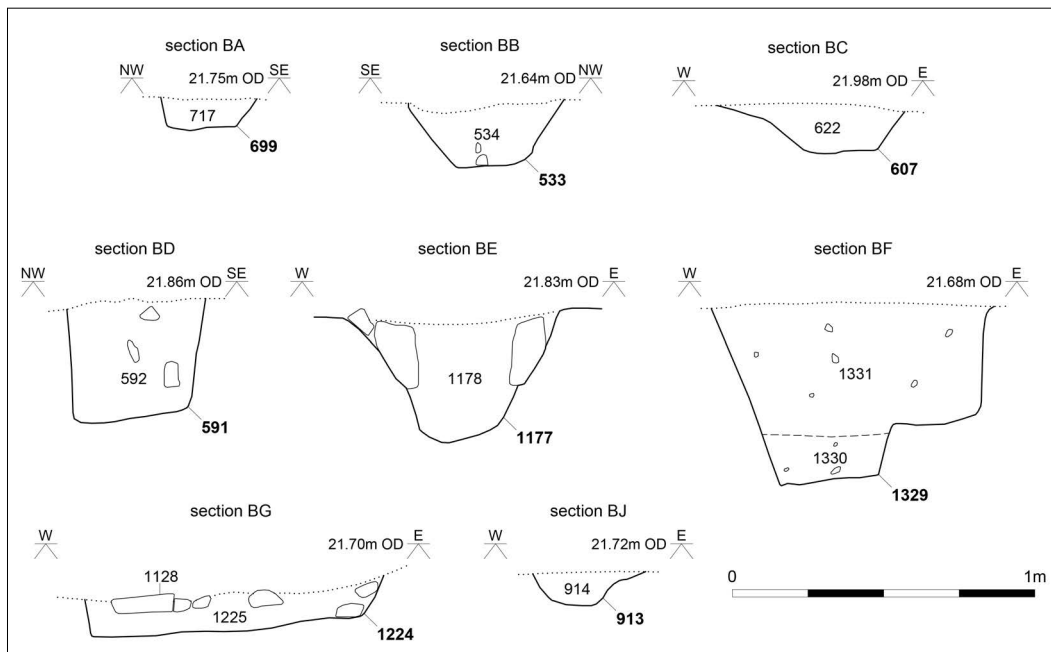 section BA
NW 21.75m OD SE
717
699
section BB
SE 21.64m OD NW
534
533
section BC
W 21.98m OD E
622
607
section BD
NW 21.86m OD SE
592
591
section BE
W 21.83m OD E
1178
1177
section BF
W 21.68m OD E
1331
1330
1329
section BG
W 21.70m OD E
1128
1225
1224
section BJ
W 21.72m OD E
914
913
0 1m